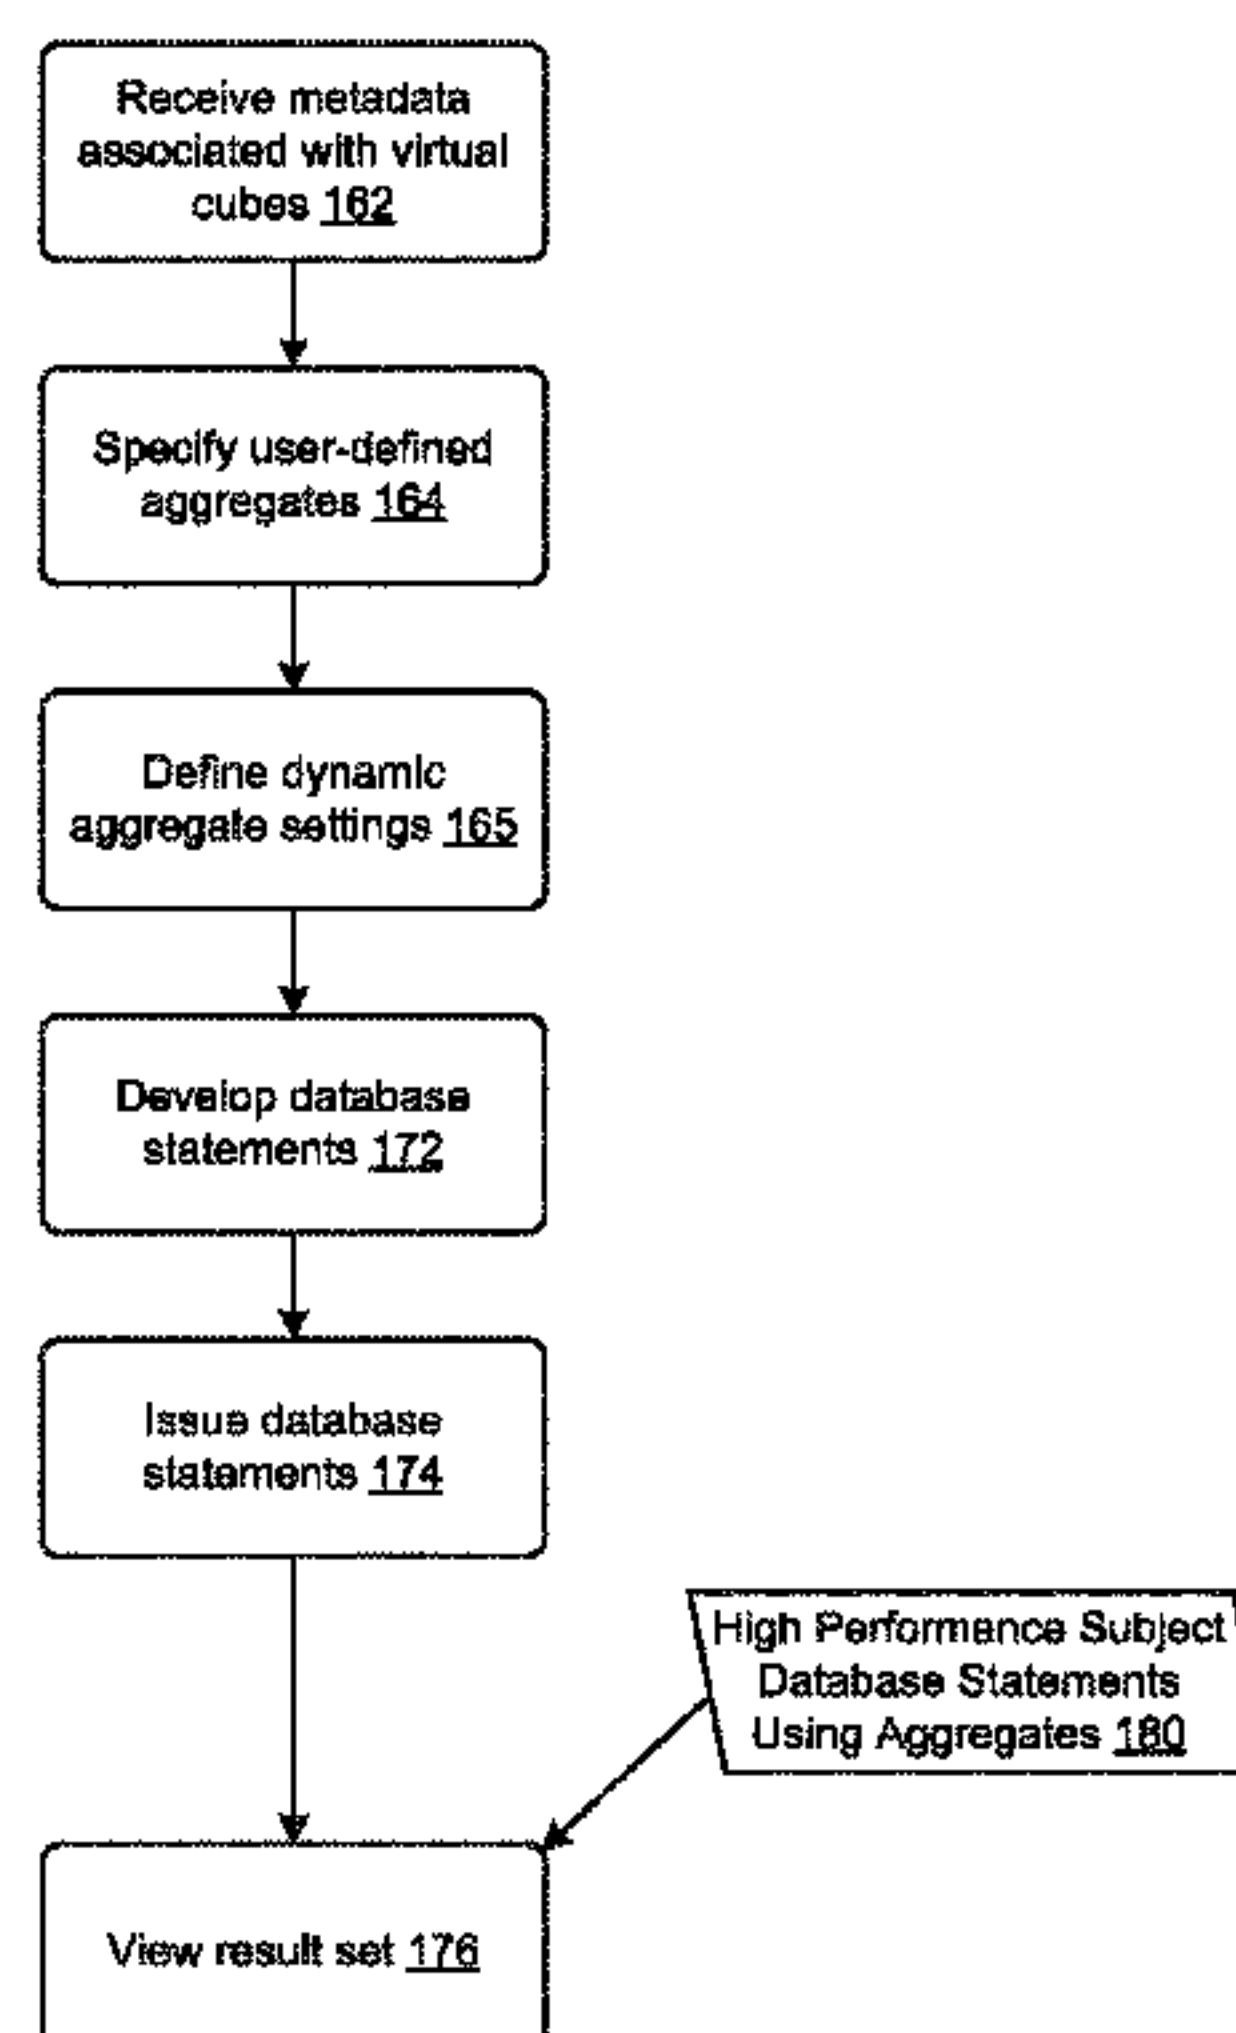 Receive metadata
associated with virtual
cubes 162
Specify user-defined
aggregates 164
Define dynamic
aggregate settings 165
Develop database
statements 172
Issue database
statements 174
High Performance Subject
Database Statements
Using Aggregates 180
View result set 176